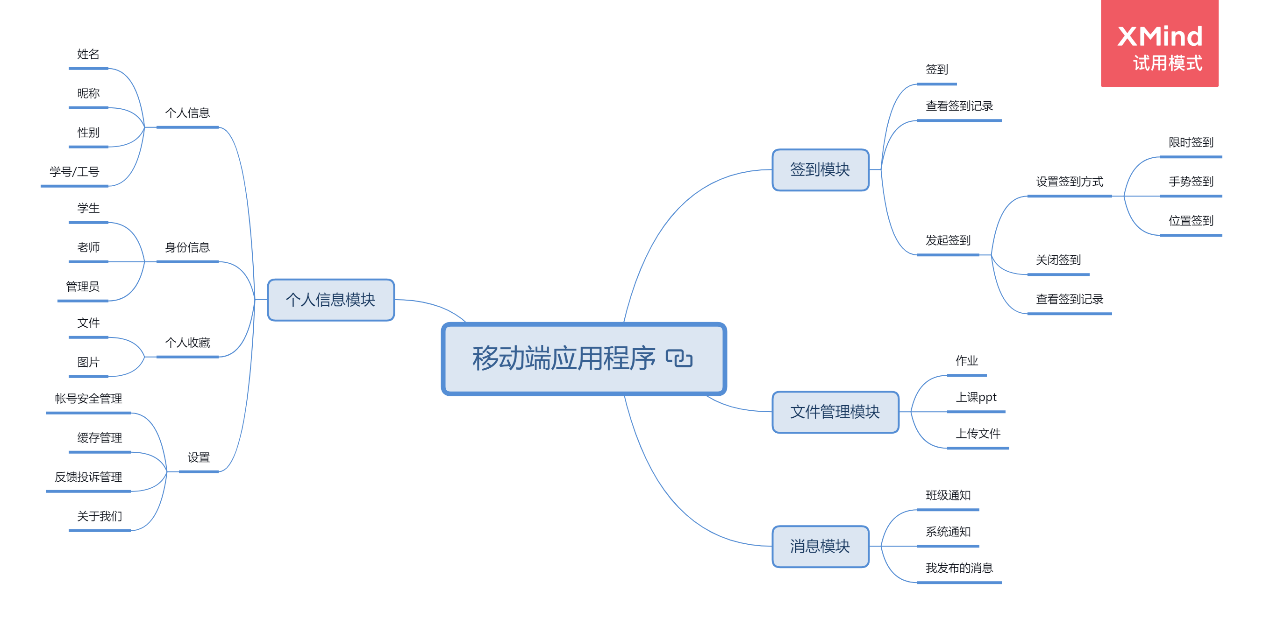 XMind
试用模式
移动端应用程序
个人信息模块
个人信息
姓名
昵称
性别
学号/工号
身份信息
学生
老师
管理员
个人收藏
文件
图片
设置
帐号安全管理
缓存管理
反馈投诉管理
关于我们
签到模块
签到
查看签到记录
发起签到
设置签到方式
限时签到
手势签到
位置签到
关闭签到
查看签到记录
文件管理模块
作业
上课ppt
上传文件
消息模块
班级通知
系统通知
我发布的消息